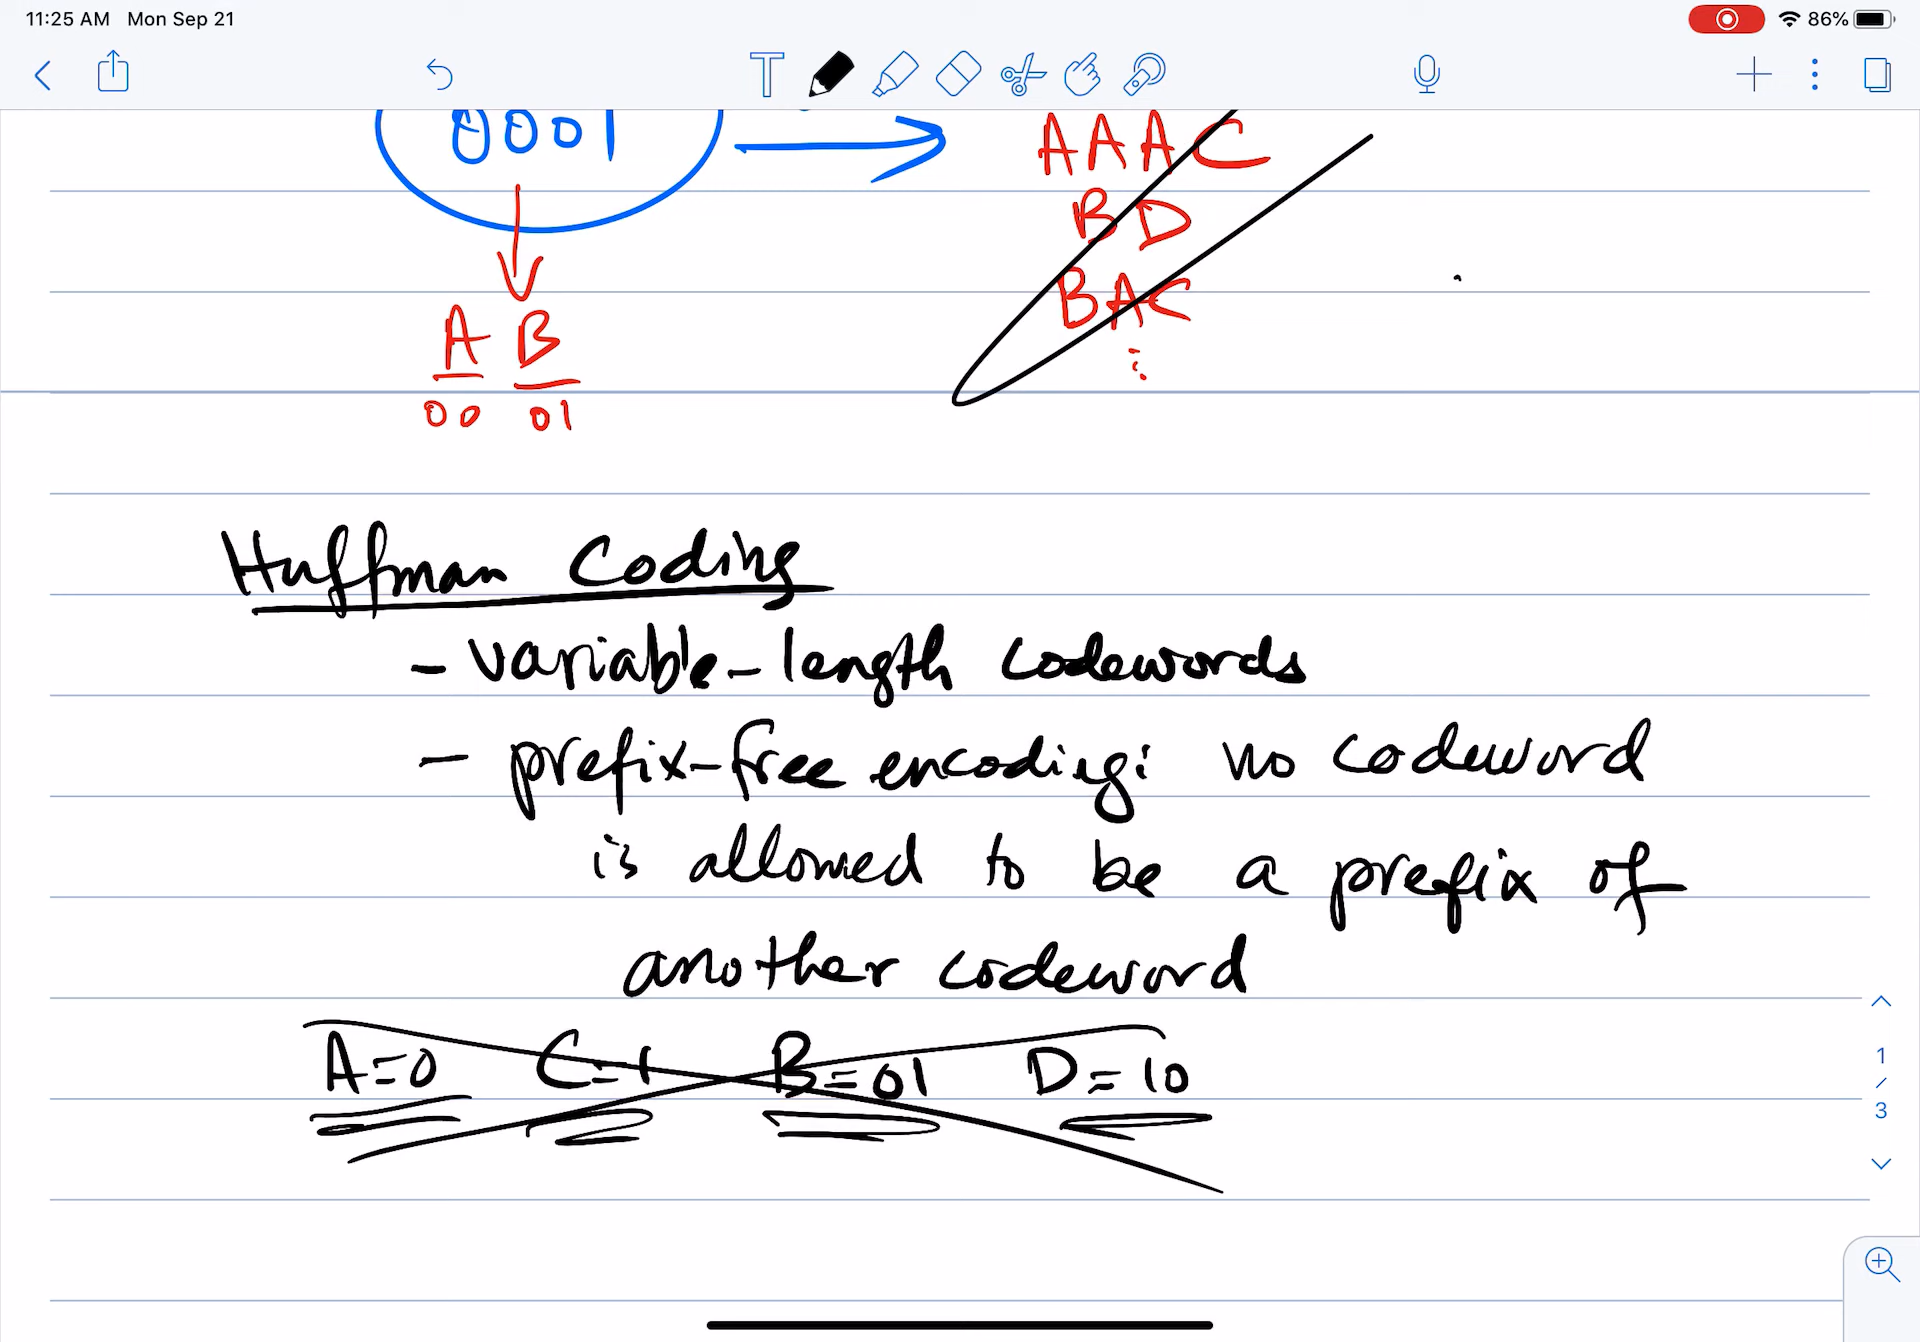 11:25 AM Mon Sep 21
86%
T
0001
AAAC
BD
BAC
⋮
A B
00 01
Huffman Coding
- variable-length codewords
- prefix-free encoding: no codeword
is allowed to be a prefix of
another codeword
A=0 C=1 B=01 D=10
1
/
3